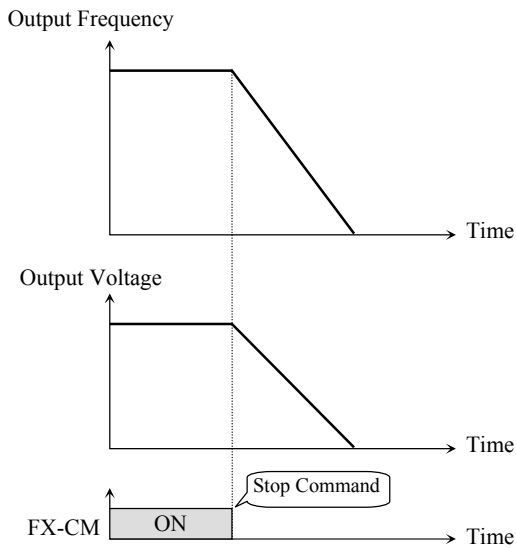 Output Frequency
Time
Output Voltage
Time
Stop Command
FX-CM
ON
Time